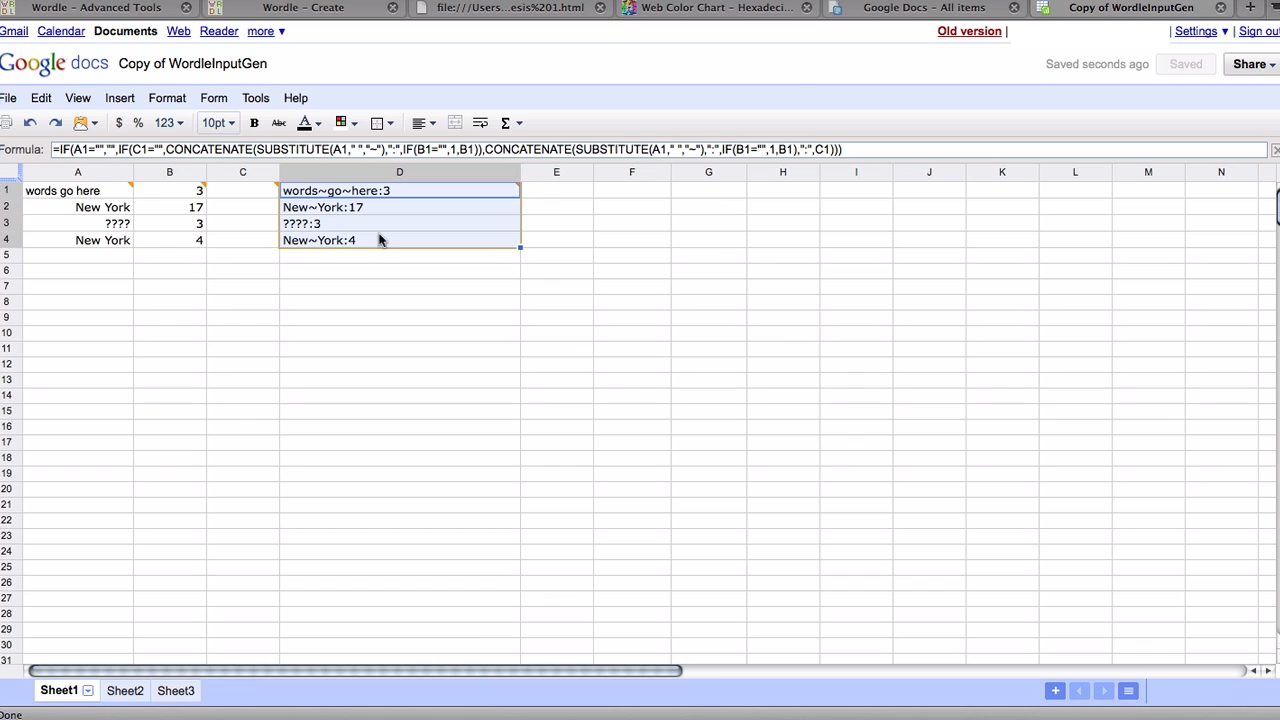 Wordle – Advanced Tools
Wordle – Create
file:///Users...esis%201.html
Web Color Chart – Hexadeci...
Google Docs - All items
Copy of WordleInputGen
Gmail Calendar Documents Web Reader more ▼
Old version | | Settings ▼ | Sign out
Google docs Copy of WordleInputGen
Saved seconds ago Saved Share
File Edit View Insert Format Form Tools Help
$ % 123 10pt B Abc A Σ
Formula: =IF(A1="","",IF(C1="",CONCATENATE(SUBSTITUTE(A1," ","~"),":",IF(B1="",1,B1)),CONCATENATE(SUBSTITUTE(A1," ","~"),":",IF(B1="",1,B1),":",C1)))
A B C D E F G H I J K L M N
1 words go here 3 words~go~here:3
2 New York 17 New~York:17
3 ???? 3 ????:3
4 New York 4 New~York:4
5
6
7
8
9
10
11
12
13
14
15
16
17
18
19
20
21
22
23
24
25
26
27
28
29
30
31
Sheet1 Sheet2 Sheet3
Done